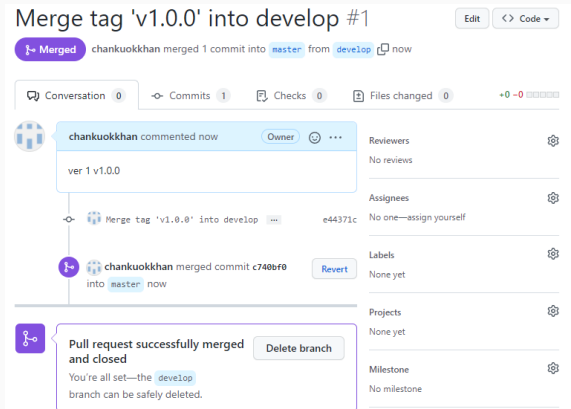 Merge tag 'v1.0.0' into develop #1
Edit
<> Code
Merged
chankuokkhan merged 1 commit into master from develop now
Conversation 0
Commits 1
Checks 0
Files changed 0
+0 −0
chankuokkhan commented now
Owner
...
ver 1 v1.0.0
Merge tag 'v1.0.0' into develop ...
e44371c
chankuokkhan merged commit c740bf0
into master now
Revert
Pull request successfully merged
and closed
You're all set—the develop
branch can be safely deleted.
Delete branch
Reviewers
No reviews
Assignees
No one—assign yourself
Labels
None yet
Projects
None yet
Milestone
No milestone